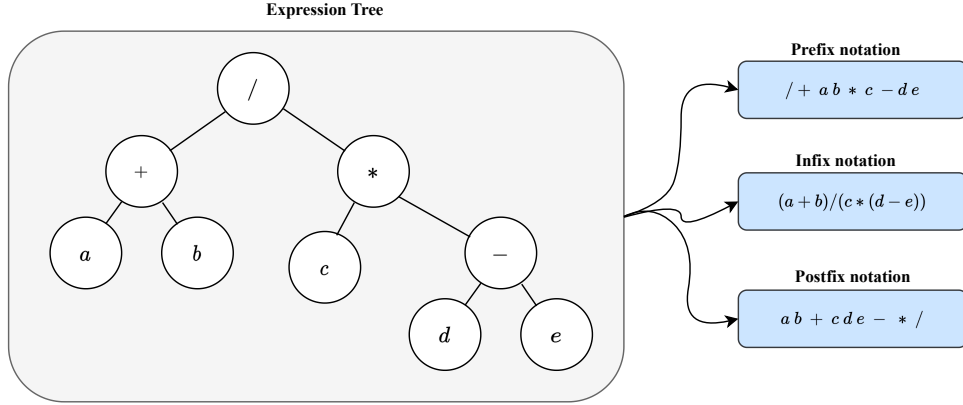 Expression Tree
/
+
*
a
b
c
−
d
e
Prefix notation
/ + a b * c − d e
Infix notation
(a + b)/(c * (d − e))
Postfix notation
a b + c d e − * /